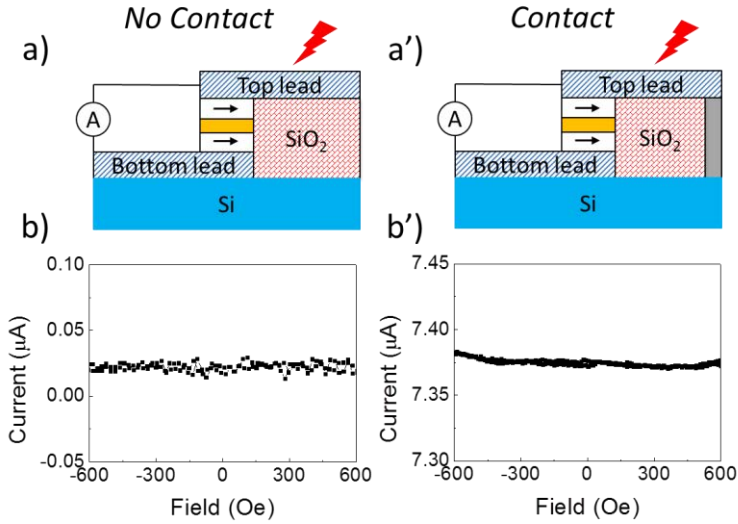 No Contact
Contact
a)
Top lead
A
SiO₂
Bottom lead
Si
a')
Top lead
A
SiO₂
Bottom lead
Si
b)
0.10
0.05
0.00
-0.05
Current (μA)
-600 -300 0 300 600
Field (Oe)
b')
7.45
7.40
7.35
7.30
Current (μA)
-600 -300 0 300 600
Field (Oe)